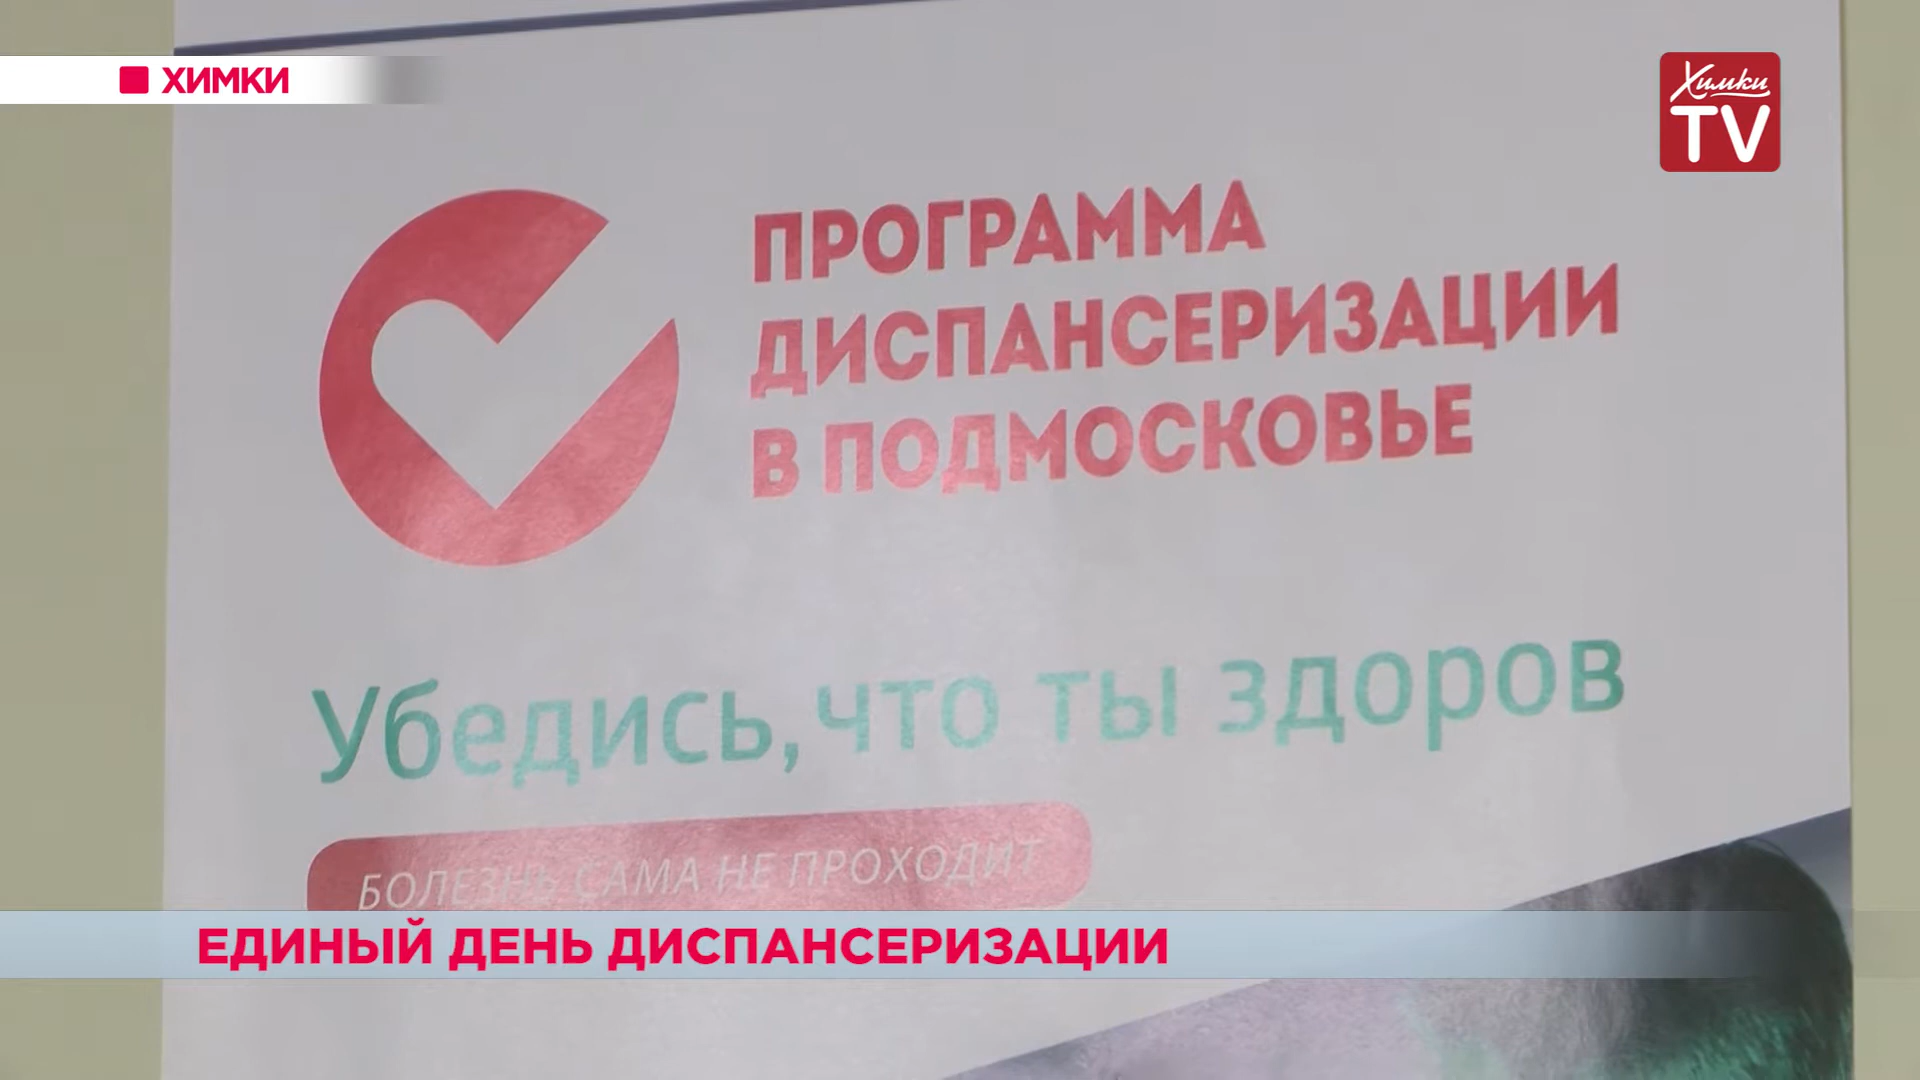 ХИМКИ
Химки
TV
ПРОГРАММА
ДИСПАНСЕРИЗАЦИИ
В ПОДМОСКОВЬЕ
Убедись, что ты здоров
БОЛЕЗНЬ САМА НЕ ПРОХОДИТ
ЕДИНЫЙ ДЕНЬ ДИСПАНСЕРИЗАЦИИ